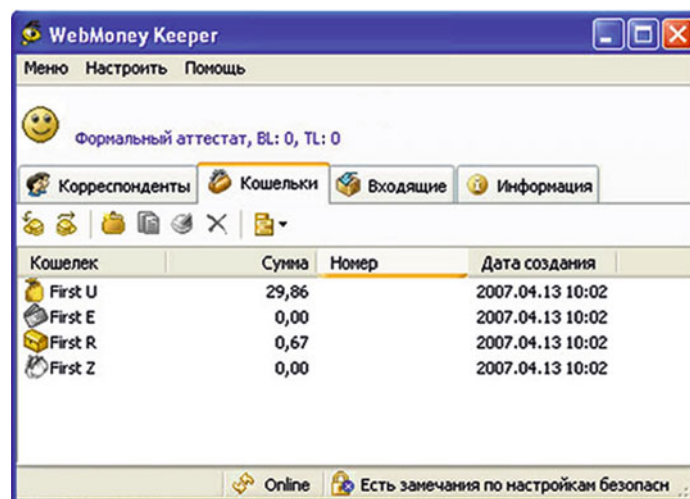 WebMoney Keeper
Меню Настроить Помощь
Формальный аттестат, BL: 0, TL: 0
Корреспонденты Кошельки Входящие Информация
Кошелек Сумма Номер Дата создания
First U 29,86 2007.04.13 10:02
First E 0,00 2007.04.13 10:02
First R 0,67 2007.04.13 10:02
First Z 0,00 2007.04.13 10:02
Online Есть замечания по настройкам безопасн